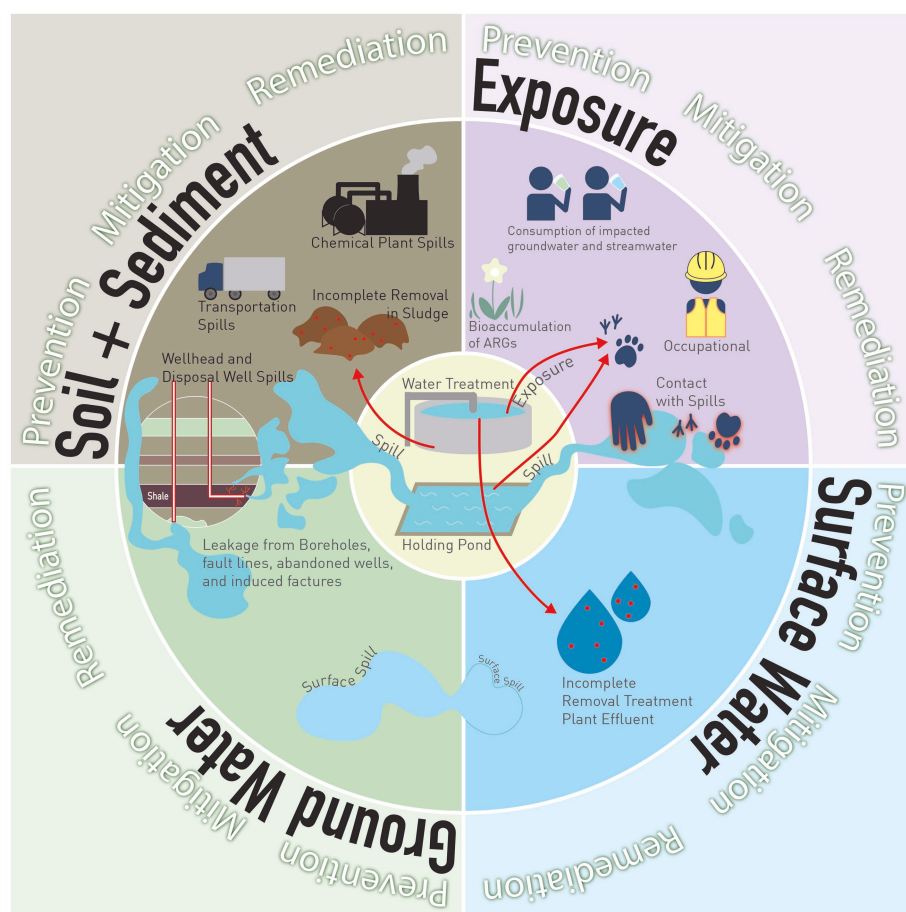 Remediation
Mitigation
Prevention
Soil + Sediment
Prevention
Mitigation
Remediation
Exposure
Chemical Plant Spills
Transportation
Spills
Incomplete Removal
in Sludge
Wellhead and
Disposal Well Spills
Consumption of impacted
groundwater and streamwater
Bioaccumulation
of ARGs
Occupational
Contact
with Spills
Water Treatment
Exposure
Spill
Spill
Holding Pond
Shale
Leakage from Boreholes,
fault lines, abandoned wells,
and induced factures
Surface Spill
Surface
Spill
Incomplete
Removal Treatment
Plant Effluent
Surface Water
Prevention
Mitigation
Remediation
Ground Water
Prevention
Mitigation
Remediation